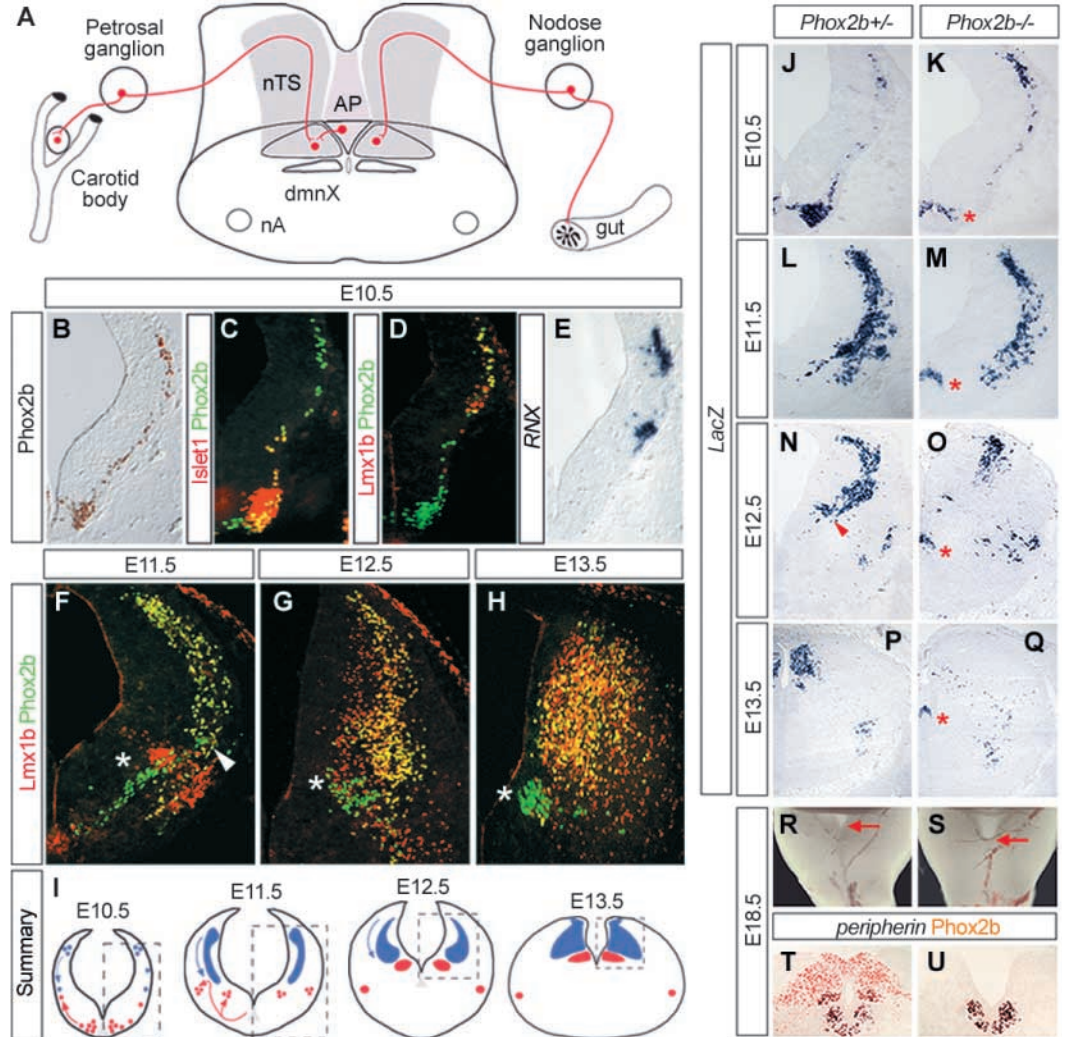 A
Petrosal
ganglion
Nodose
ganglion
nTS
AP
Carotid
body
dmnX
nA
gut
E10.5
Phox2b
B
Islet1 Phox2b
C
Lmx1b Phox2b
D
RNX
E
E11.5
E12.5
E13.5
Lmx1b Phox2b
F
*
G
*
H
*
Summary
I
E10.5
E11.5
E12.5
E13.5
Phox2b+/-
Phox2b-/-
LacZ
E10.5
J
K
*
E11.5
L
M
*
E12.5
N
O
*
E13.5
P
Q
*
E18.5
R
S
peripherin Phox2b
T
U